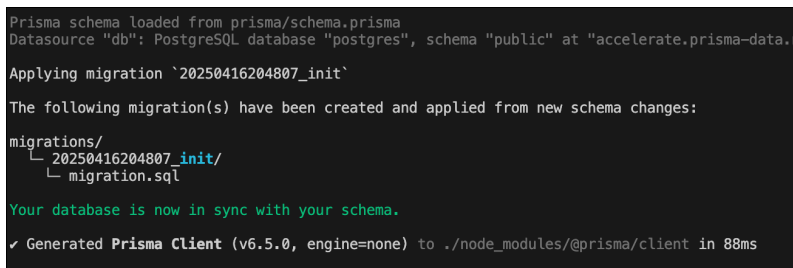 Prisma schema loaded from prisma/schema.prisma
Datasource "db": PostgreSQL database "postgres", schema "public" at "accelerate.prisma-data.
Applying migration `20250416204807_init`
The following migration(s) have been created and applied from new schema changes:
migrations/
└─ 20250416204807_init/
└─ migration.sql
Your database is now in sync with your schema.
✔ Generated Prisma Client (v6.5.0, engine=none) to ./node_modules/@prisma/client in 88ms